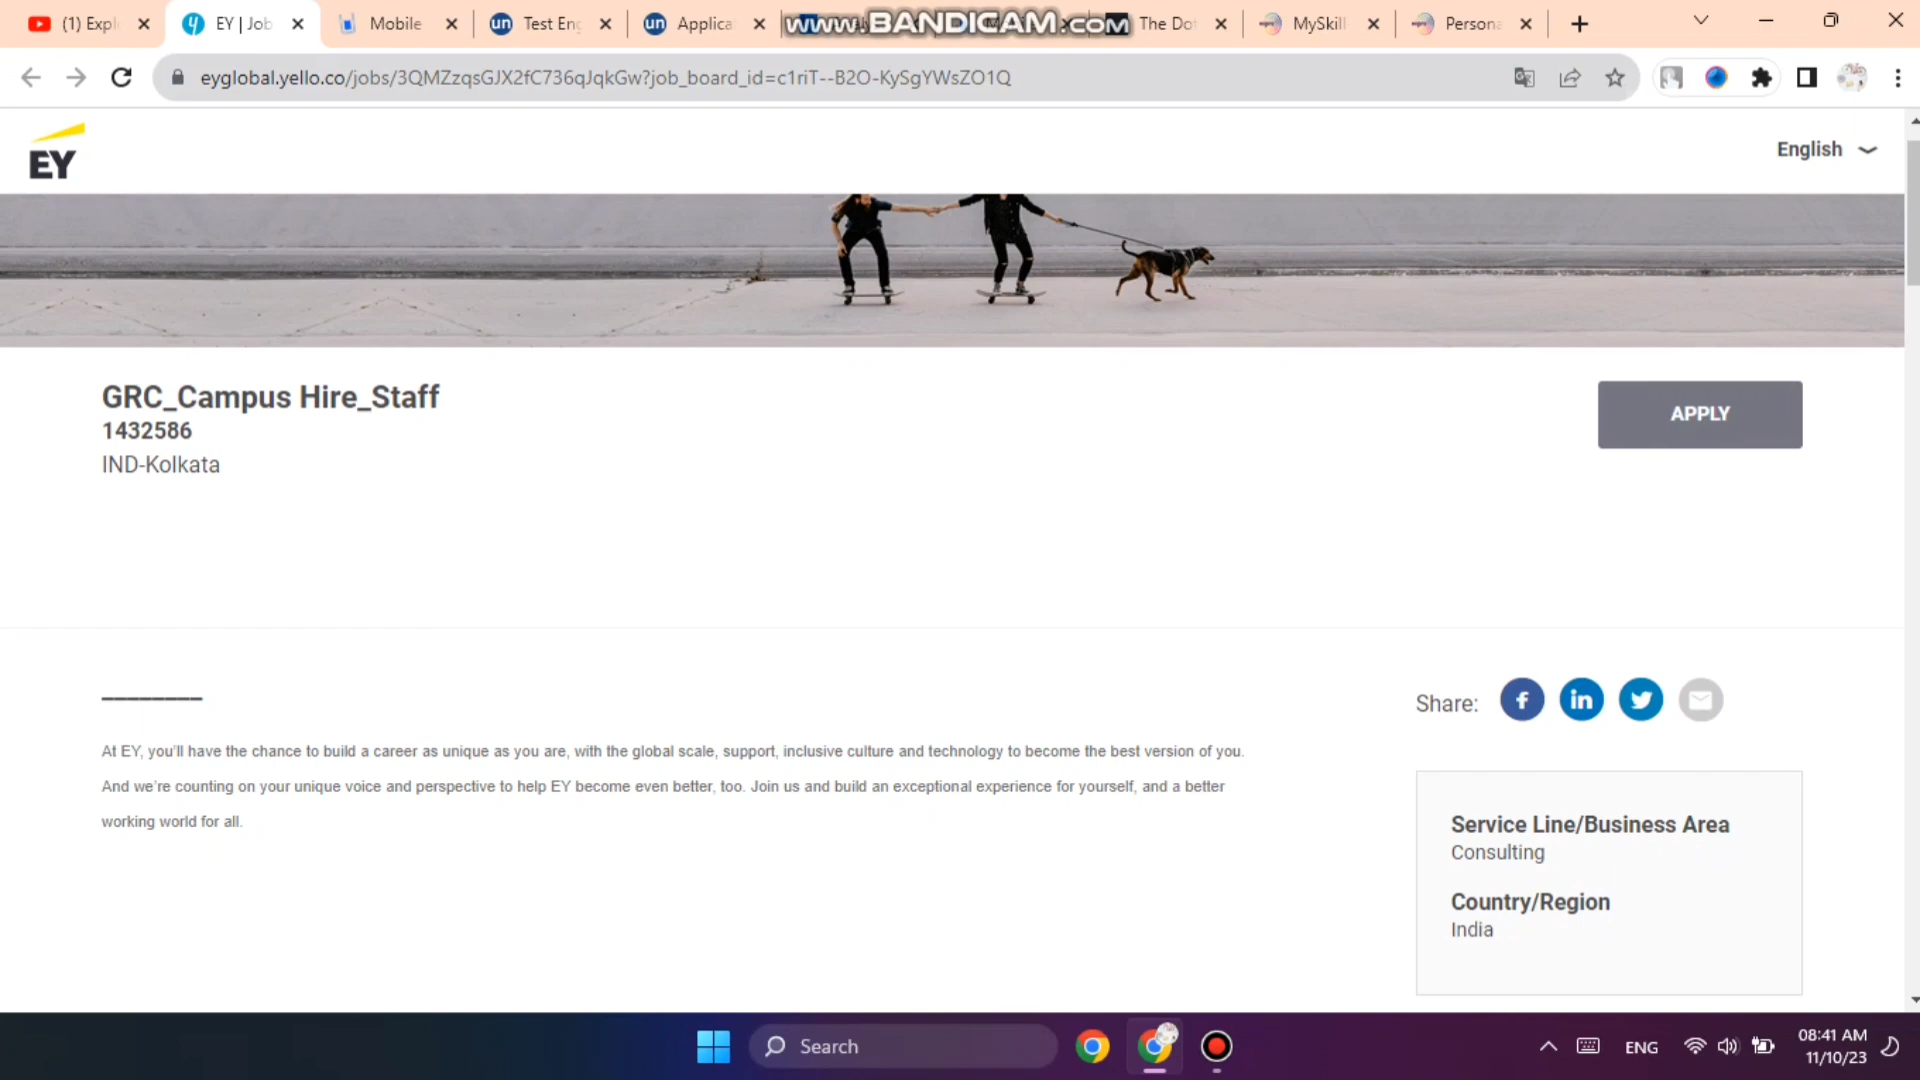 (1) Expl
EY | Job
Mobile
un Test Eng
un Applica
www.BANDICAM.com
The Dot
MySkill
Persona
eyglobal.yello.co/jobs/3QMZzqsGJX2fC736qJqkGw?job_board_id=c1riT--B2O-KySgYWsZO1Q
EY
English
GRC_Campus Hire_Staff
1432586
IND-Kolkata
APPLY
Share:
At EY, you'll have the chance to build a career as unique as you are, with the global scale, support, inclusive culture and technology to become the best version of you.
And we're counting on your unique voice and perspective to help EY become even better, too. Join us and build an exceptional experience for yourself, and a better
working world for all.
Service Line/Business Area
Consulting
Country/Region
India
Search
ENG
08:41 AM
11/10/23